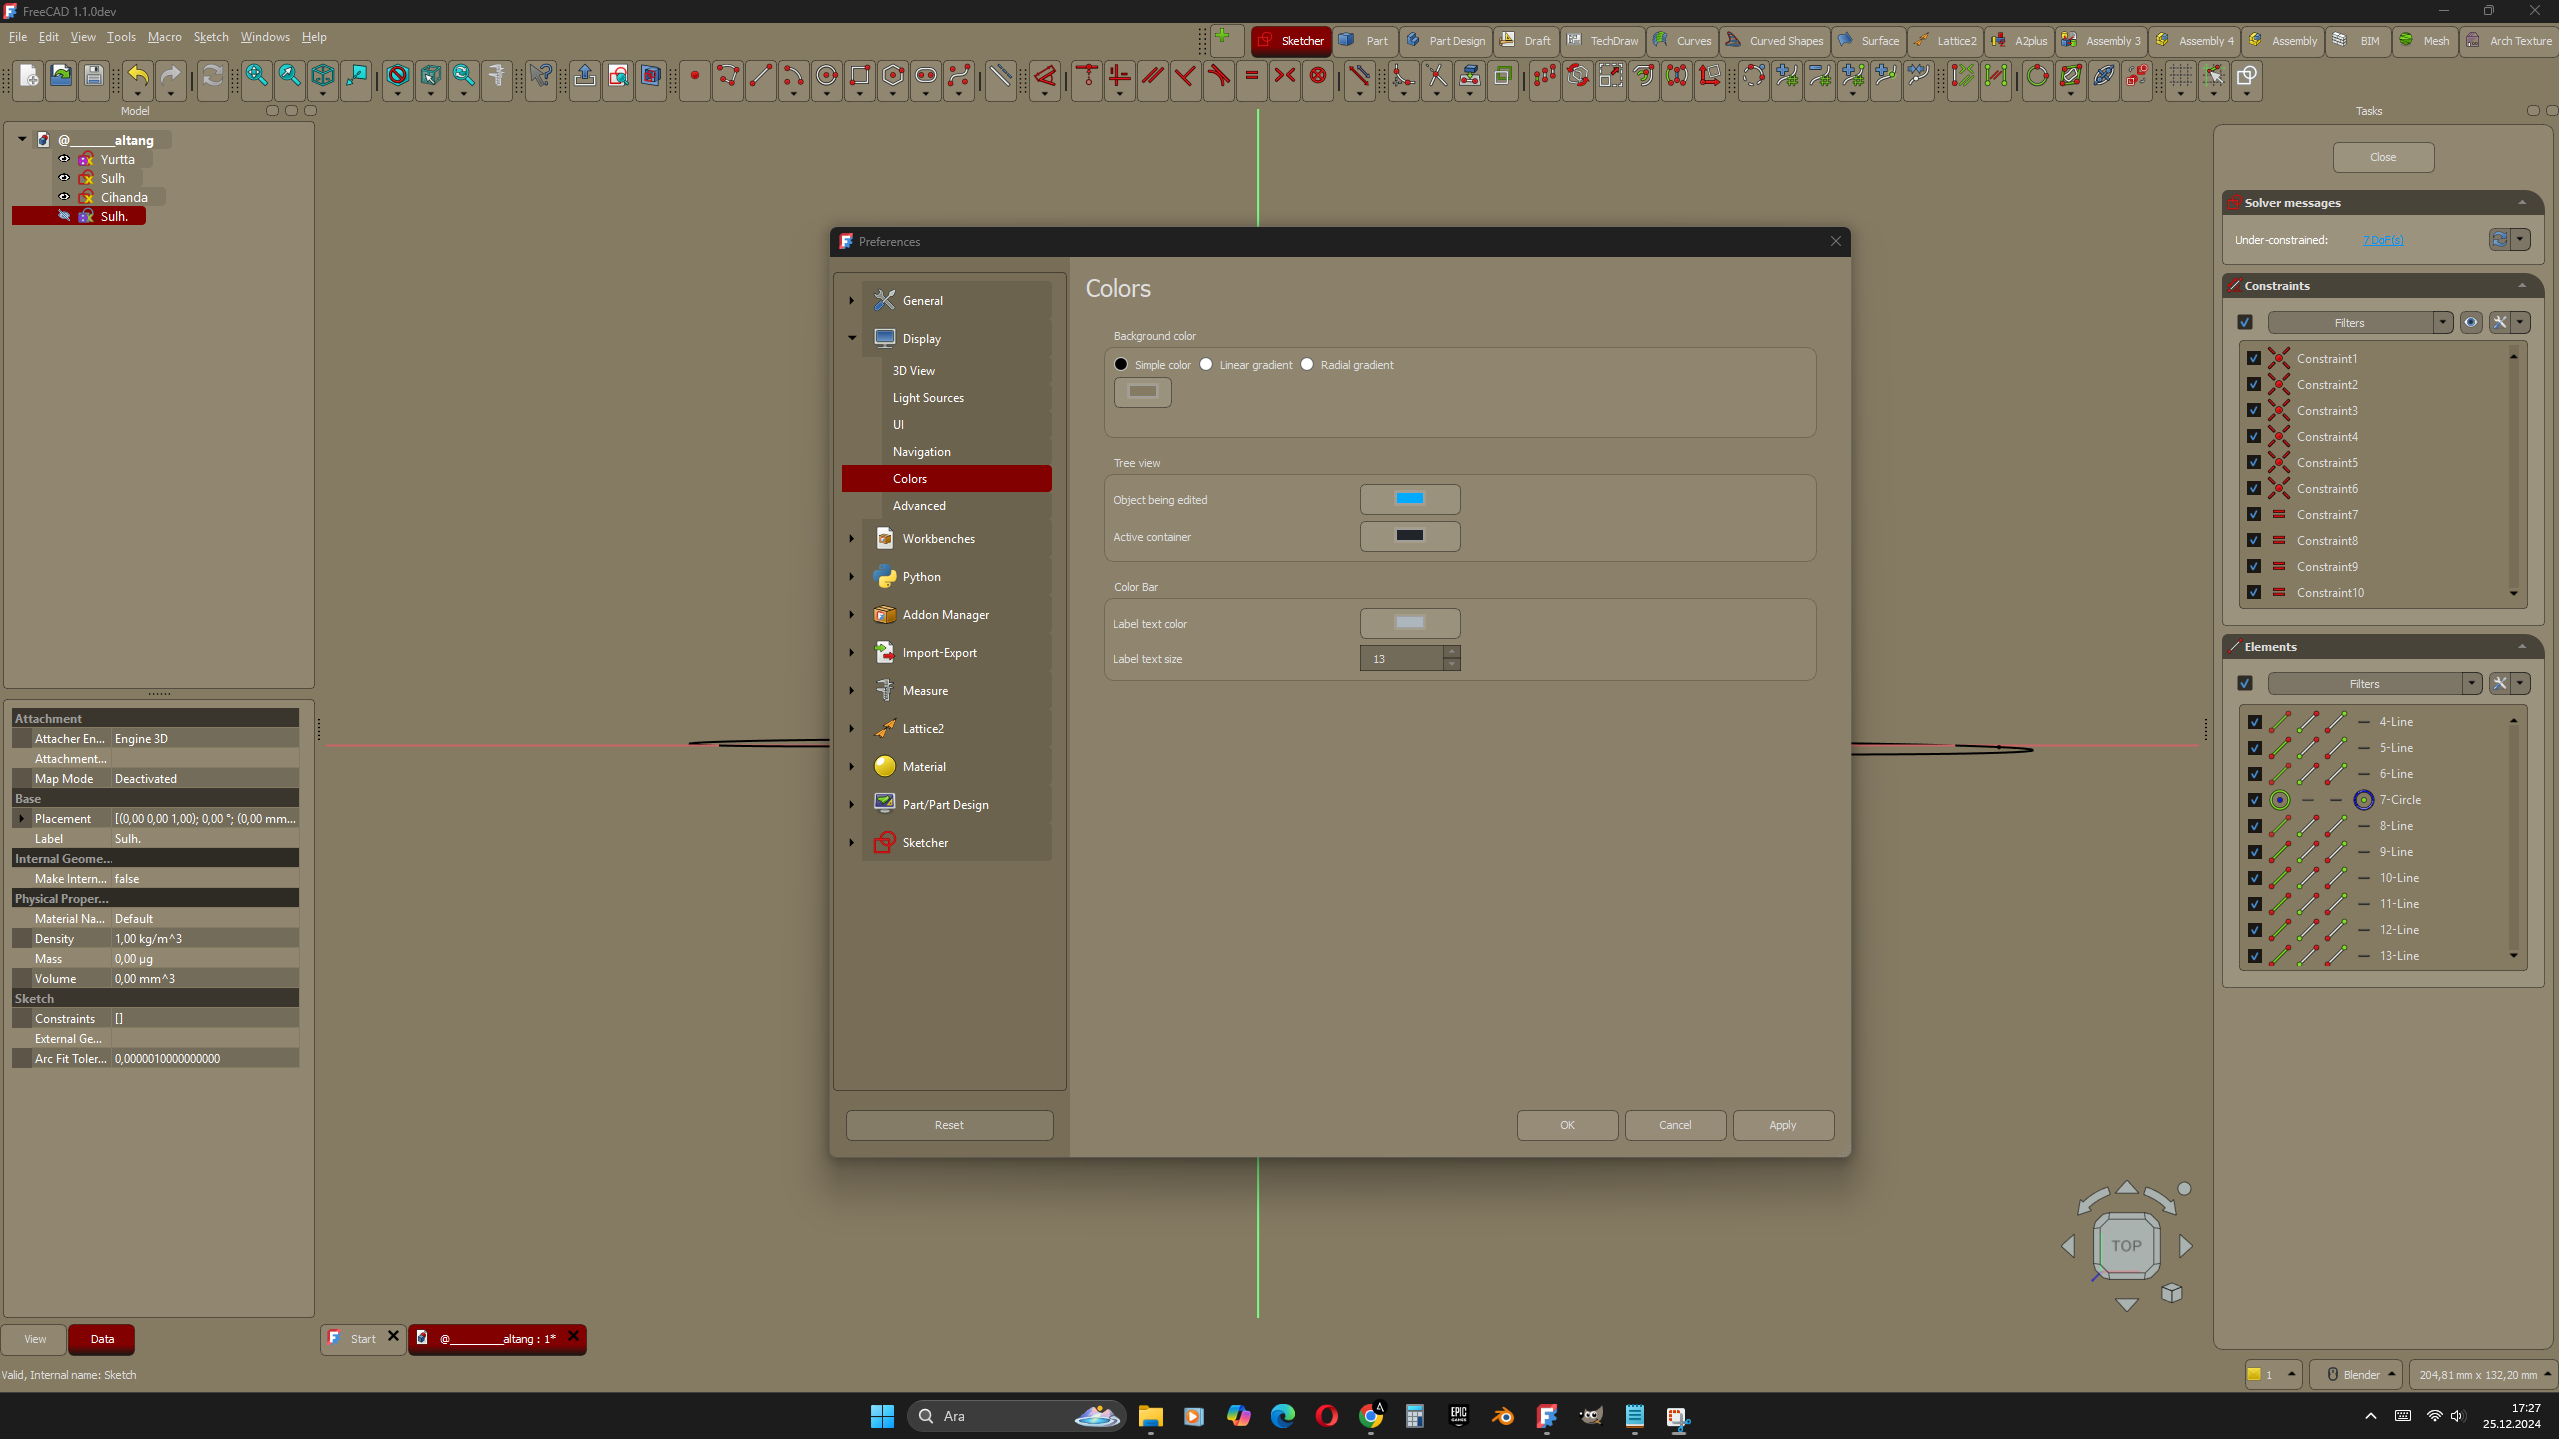 FreeCAD 1.1.0dev
File Edit View Tools Macro Sketch Windows Help
Sketcher Part Part Design Draft TechDraw Curves Curved Shapes Surface Lattice2 A2plus Assembly 3 Assembly 4 Assembly BIM Mesh Arch Texture
Model
@_______altang
Yurtta
Sulh
Cihanda
Sulh.
Attachment
Attacher En... Engine 3D
Attachment...
Map Mode Deactivated
Base
Placement [(0,00 0,00 1,00); 0,00 °; (0,00 mm...
Label Sulh.
Internal Geome...
Make Intern... false
Physical Proper...
Material Na... Default
Density 1,00 kg/m^3
Mass 0,00 µg
Volume 0,00 mm^3
Sketch
Constraints []
External Ge...
Arc Fit Toler... 0,0000010000000000
View Data
Start
@_________altang : 1*
Valid, Internal name: Sketch
Preferences
General
Display
3D View
Light Sources
UI
Navigation
Colors
Advanced
Workbenches
Python
Addon Manager
Import-Export
Measure
Lattice2
Material
Part/Part Design
Sketcher
Reset
Colors
Background color
Simple color Linear gradient Radial gradient
Tree view
Object being edited
Active container
Color Bar
Label text color
Label text size 13
OK Cancel Apply
Tasks
Close
Solver messages
Under-constrained: 7 DoF(s)
Constraints
Filters
Constraint1
Constraint2
Constraint3
Constraint4
Constraint5
Constraint6
Constraint7
Constraint8
Constraint9
Constraint10
Elements
Filters
4-Line
5-Line
6-Line
7-Circle
8-Line
9-Line
10-Line
11-Line
12-Line
13-Line
TOP
1 Blender 204,81 mm x 132,20 mm
Ara
EPIC GAMES
A
17:27
25.12.2024